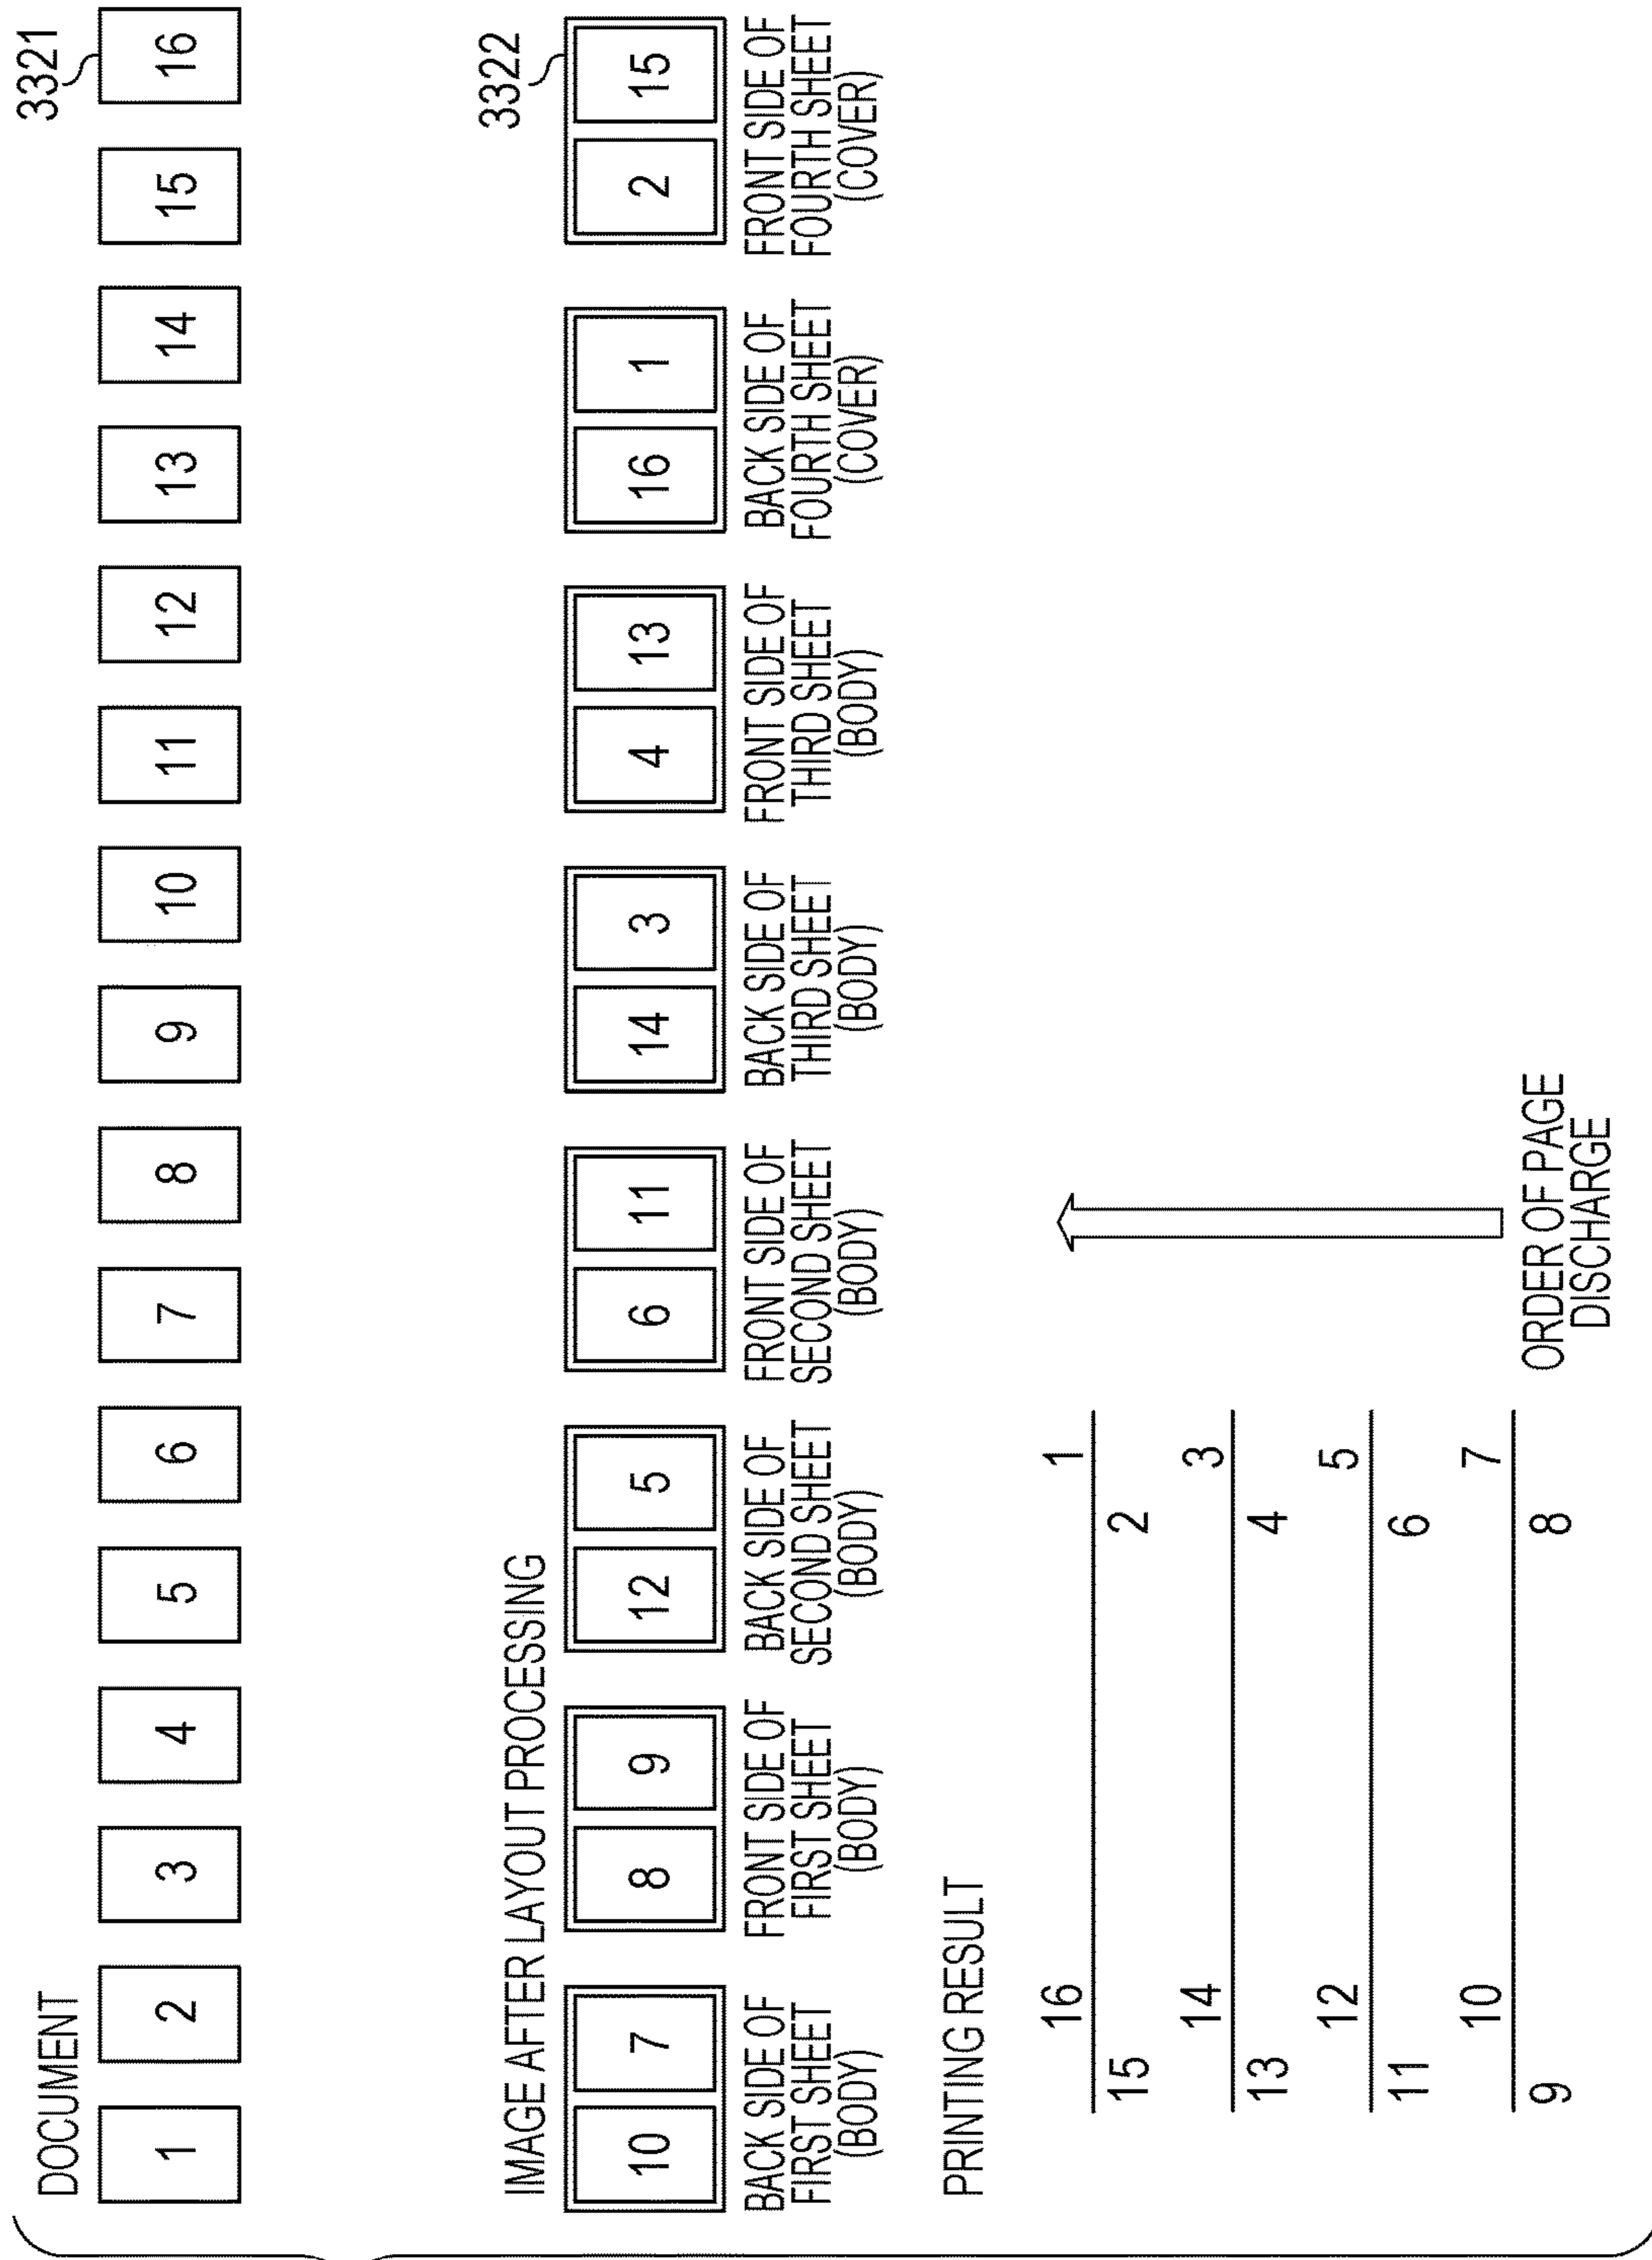 DOCUMENT
3321
1 2 3 4 5 6 7 8 9 10 11 12 13 14 15 16
IMAGE AFTER LAYOUT PROCESSING
3322
10 7
BACK SIDE OF
FIRST SHEET
(BODY)
8 9
FRONT SIDE OF
FIRST SHEET
(BODY)
12 5
BACK SIDE OF
SECOND SHEET
(BODY)
6 11
FRONT SIDE OF
SECOND SHEET
(BODY)
14 3
BACK SIDE OF
THIRD SHEET
(BODY)
4 13
FRONT SIDE OF
THIRD SHEET
(BODY)
16 1
BACK SIDE OF
FOURTH SHEET
(COVER)
2 15
FRONT SIDE OF
FOURTH SHEET
(COVER)
PRINTING RESULT
16 1
15 2
14 3
13 4
12 5
11 6
10 7
9 8
ORDER OF PAGE
DISCHARGE